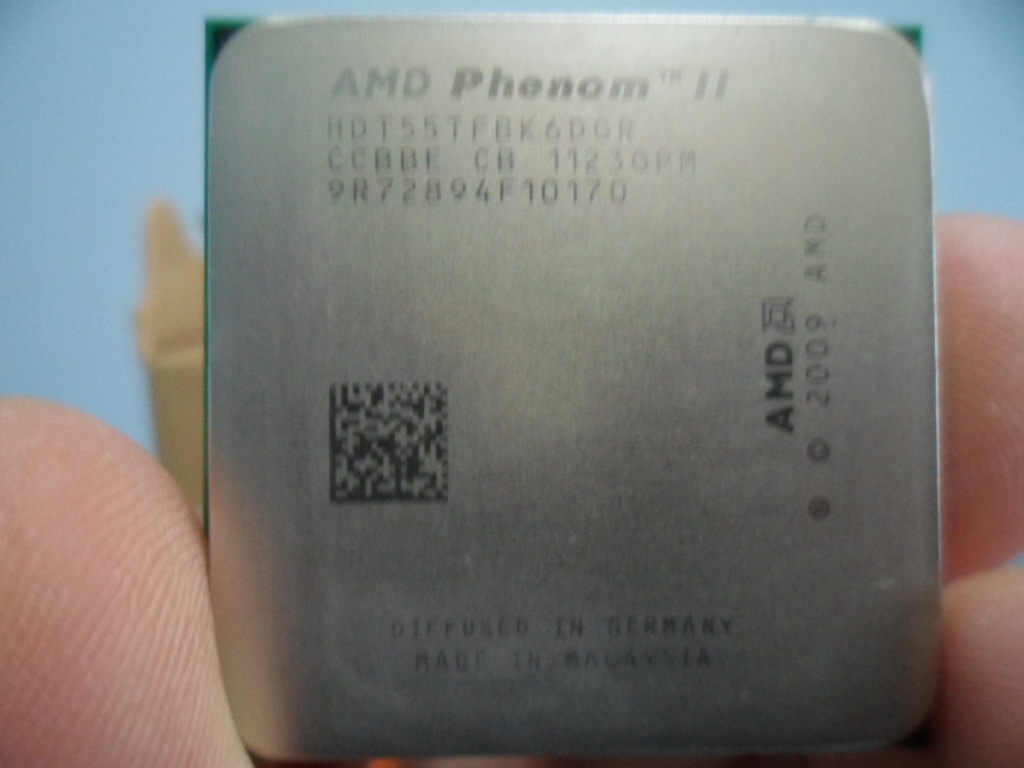 AMD Phenom™ II
HDT55TFBK6DGR
CCBBE CB 1123GPM
9R72894F10170
AMD
® © 2009 AMD
DIFFUSED IN GERMANY
MADE IN MALAYSIA